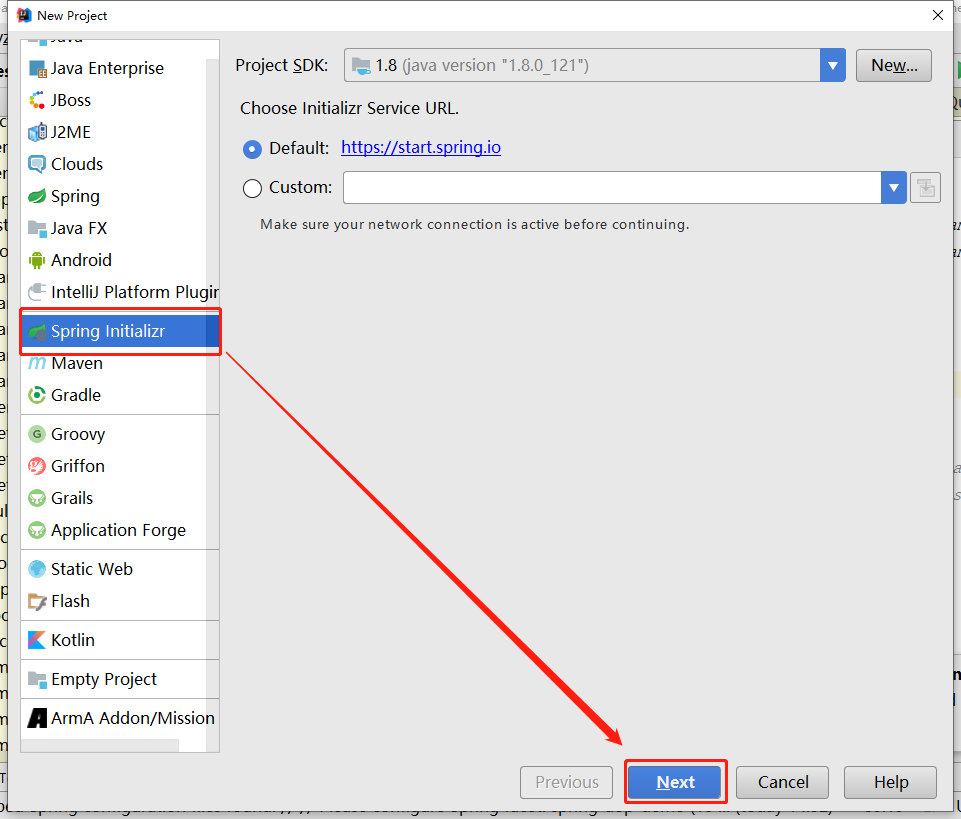 New Project
Java
Java Enterprise
JBoss
J2ME
Clouds
Spring
Java FX
Android
IntelliJ Platform Plugin
Spring Initializr
Maven
Gradle
Groovy
Griffon
Grails
Application Forge
Static Web
Flash
Kotlin
Empty Project
ArmA Addon/Mission
Project SDK: 1.8 (java version "1.8.0_121") New...
Choose Initializr Service URL.
Default: https://start.spring.io
Custom:
Make sure your network connection is active before continuing.
Previous Next Cancel Help